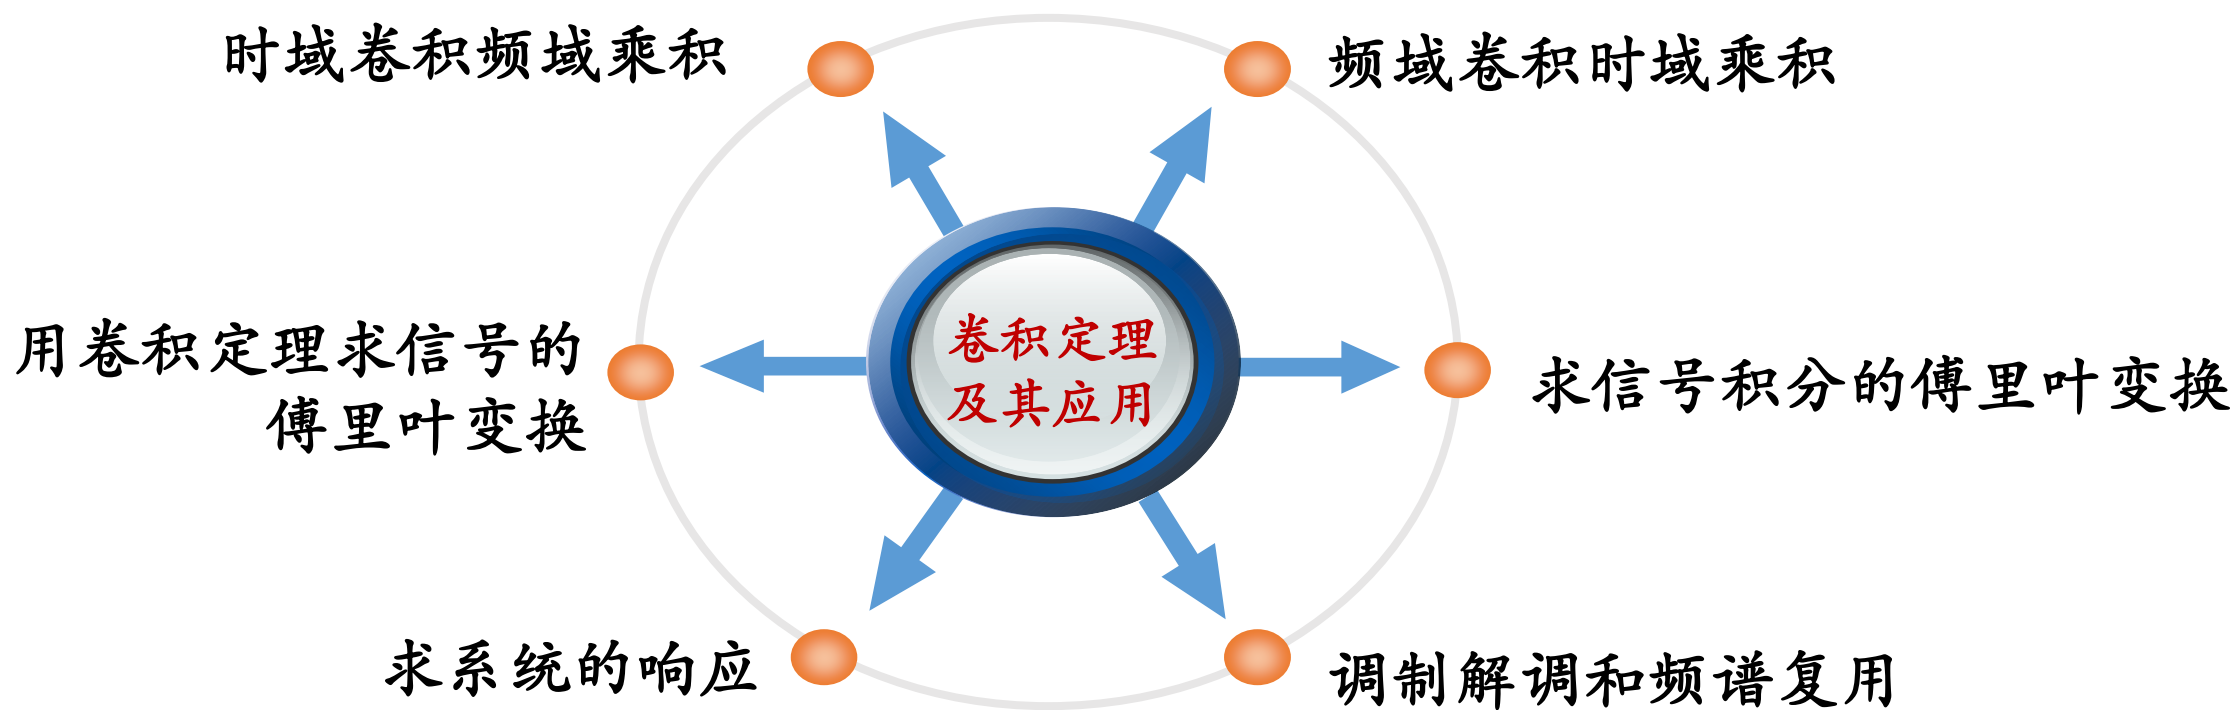 时域卷积频域乘积
频域卷积时域乘积
用卷积定理求信号的
傅里叶变换
卷积定理
及其应用
求信号积分的傅里叶变换
求系统的响应
调制解调和频谱复用